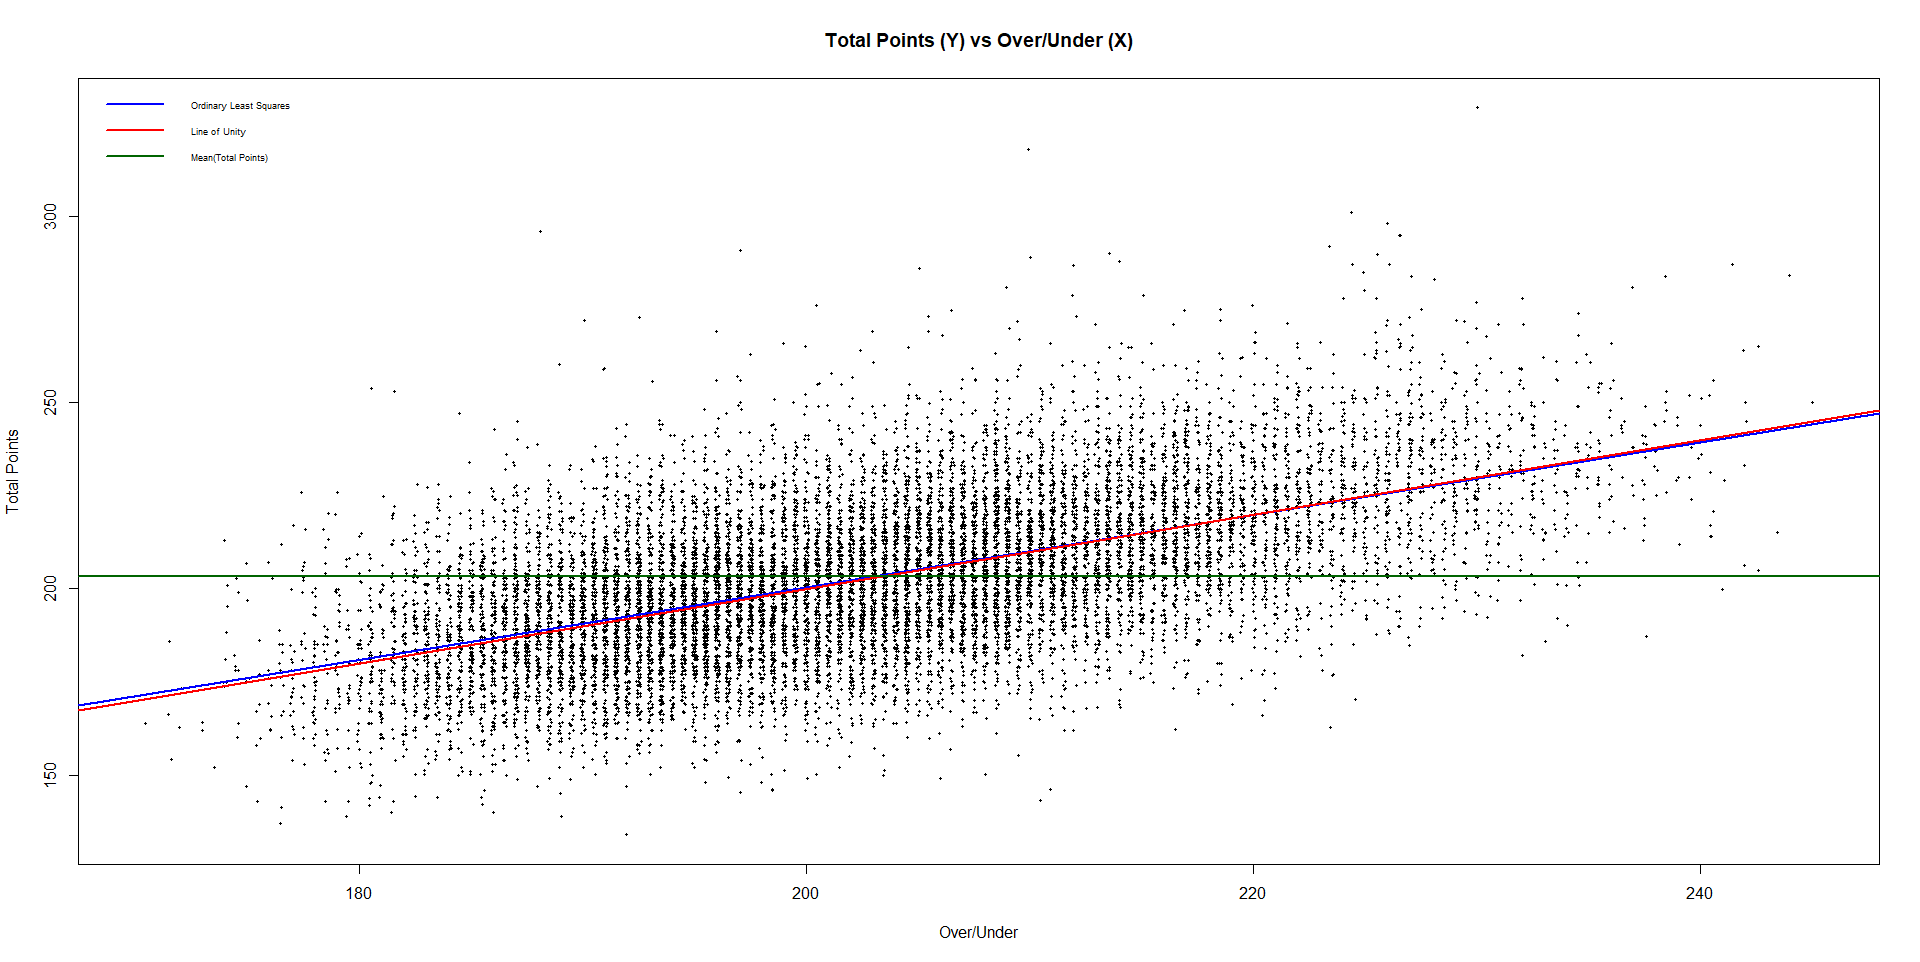 Total Points (Y) vs Over/Under (X)
Ordinary Least Squares
Line of Unity
Mean(Total Points)
300
250
200
150
Total Points
180 200 220 240
Over/Under